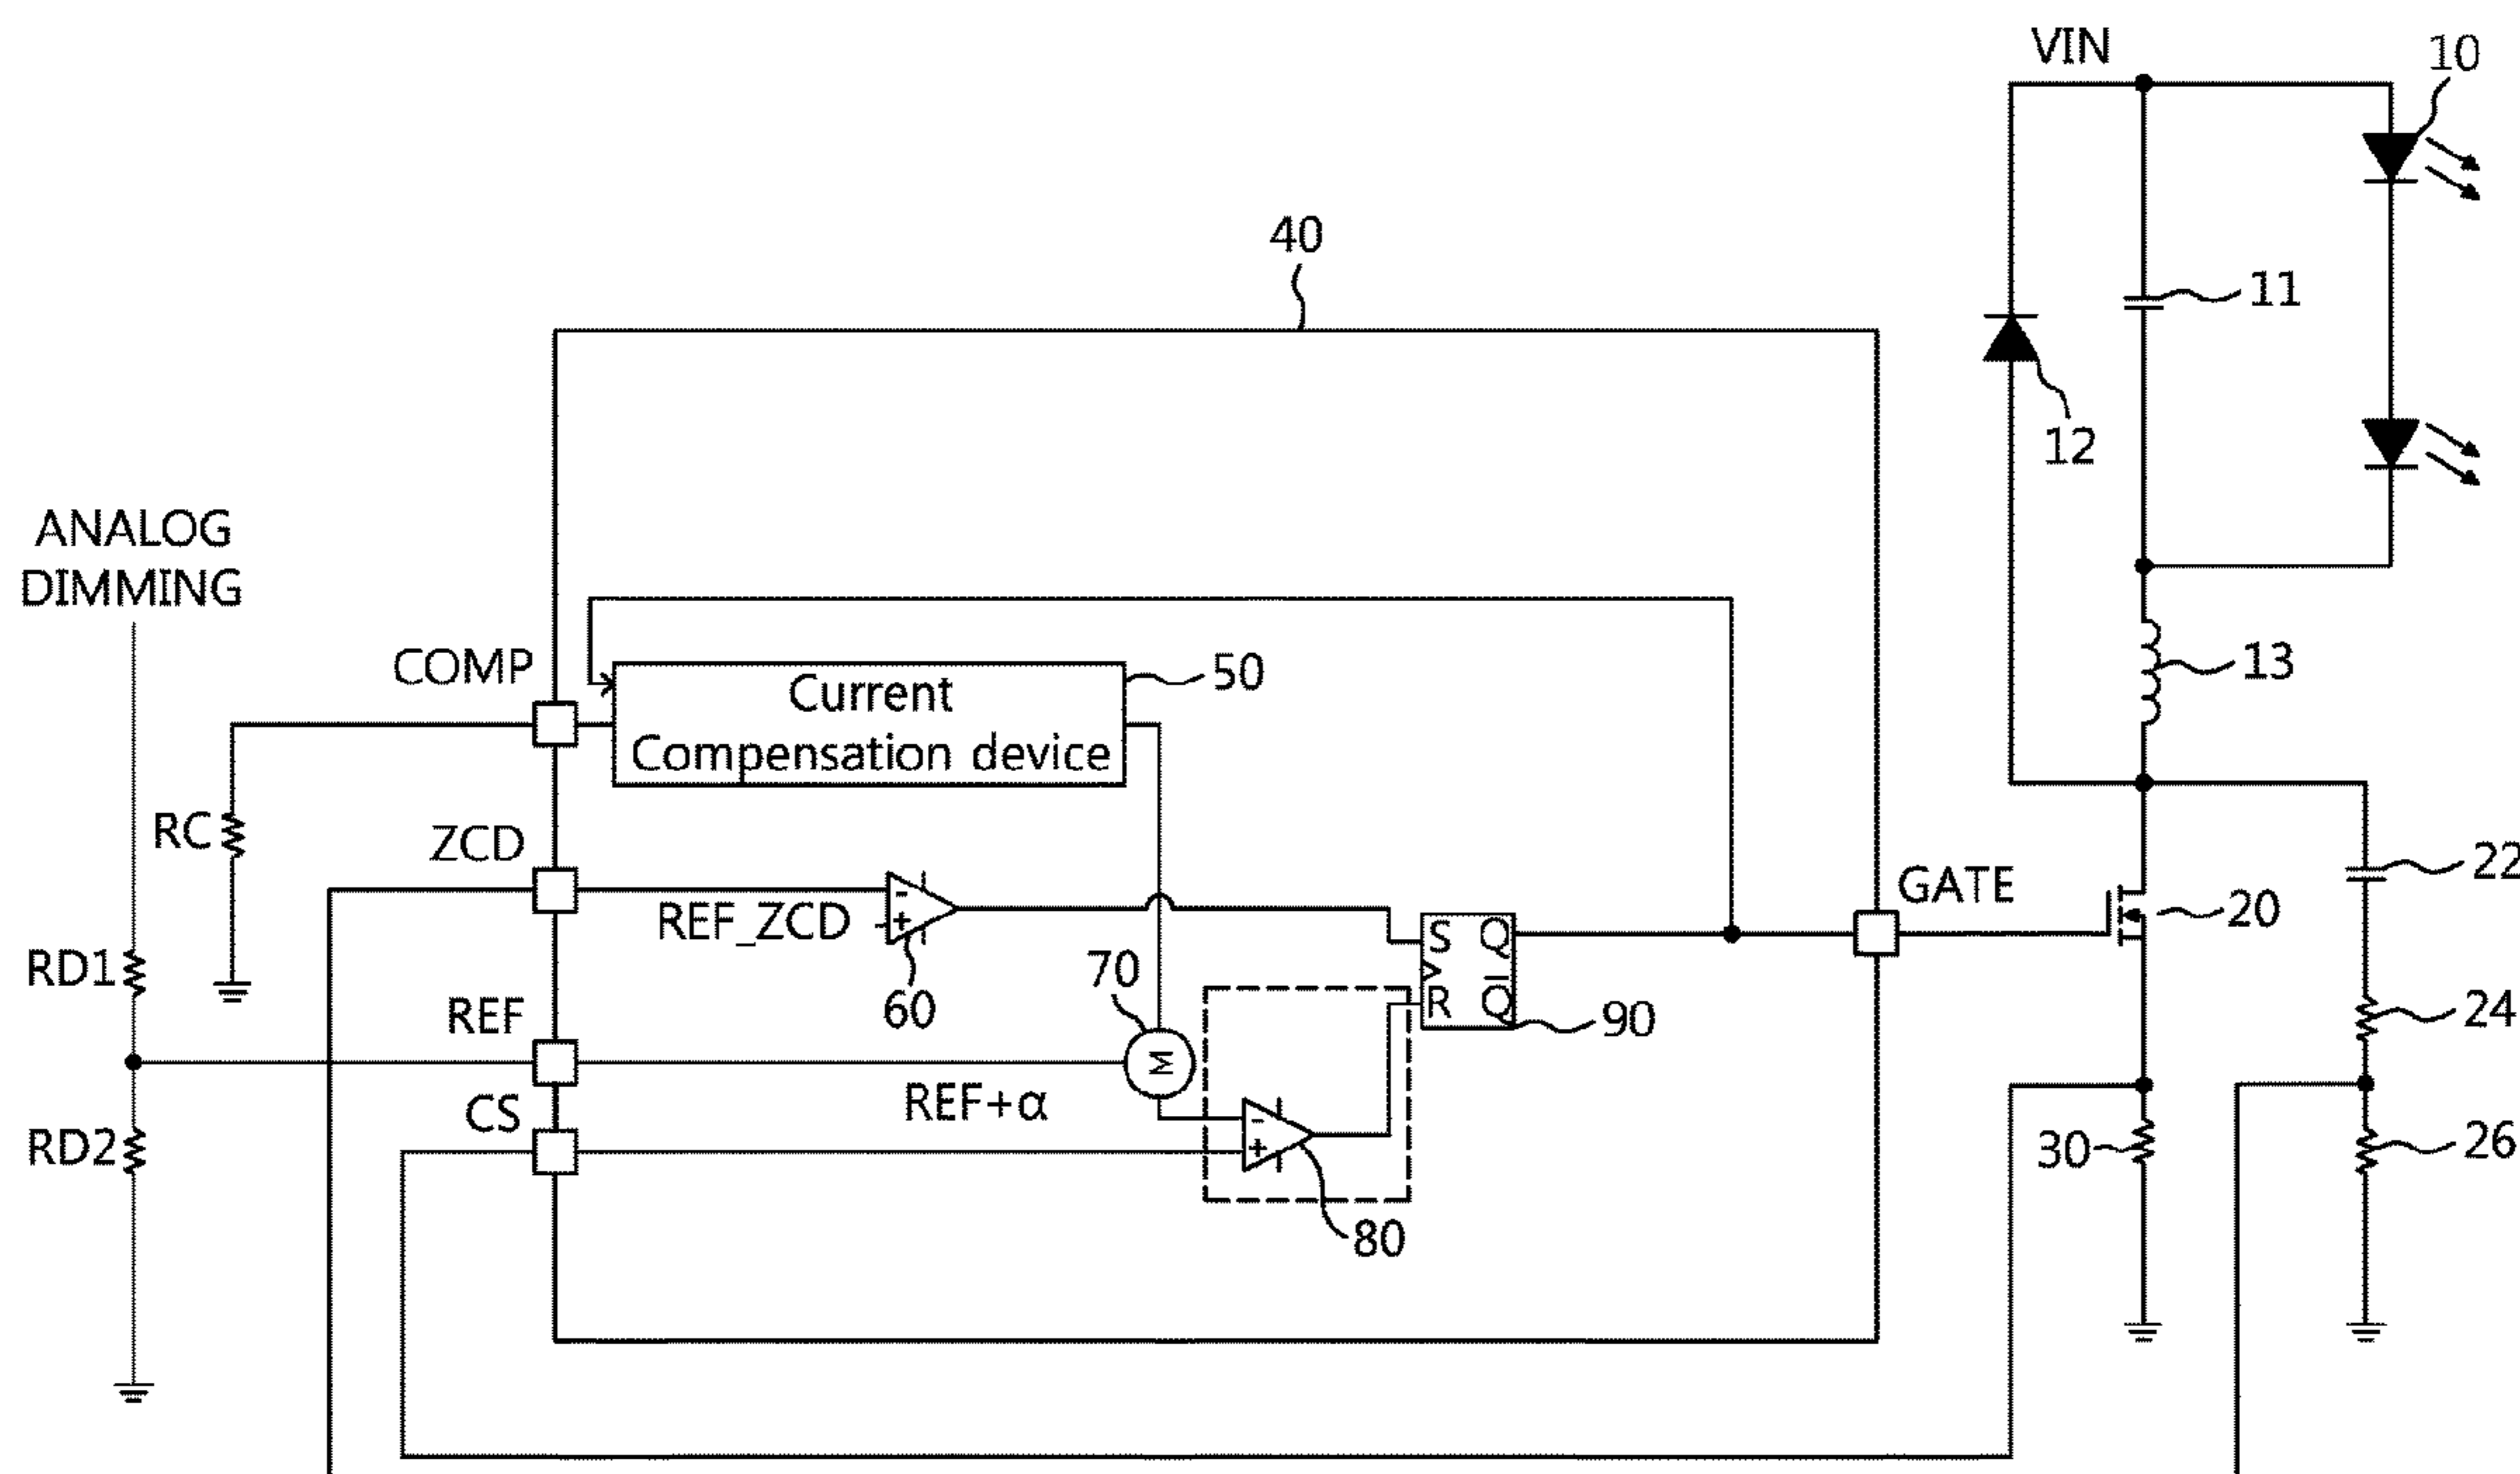 VIN
10
40
11
12
ANALOG
DIMMING
COMP
Current
Compensation device
50
13
RC
ZCD
REF_ZCD
-
+
60
S Q
R Q
90
GATE
20
22
RD1
70
24
REF
Σ
REF+α
CS
-
+
80
RD2
30
26